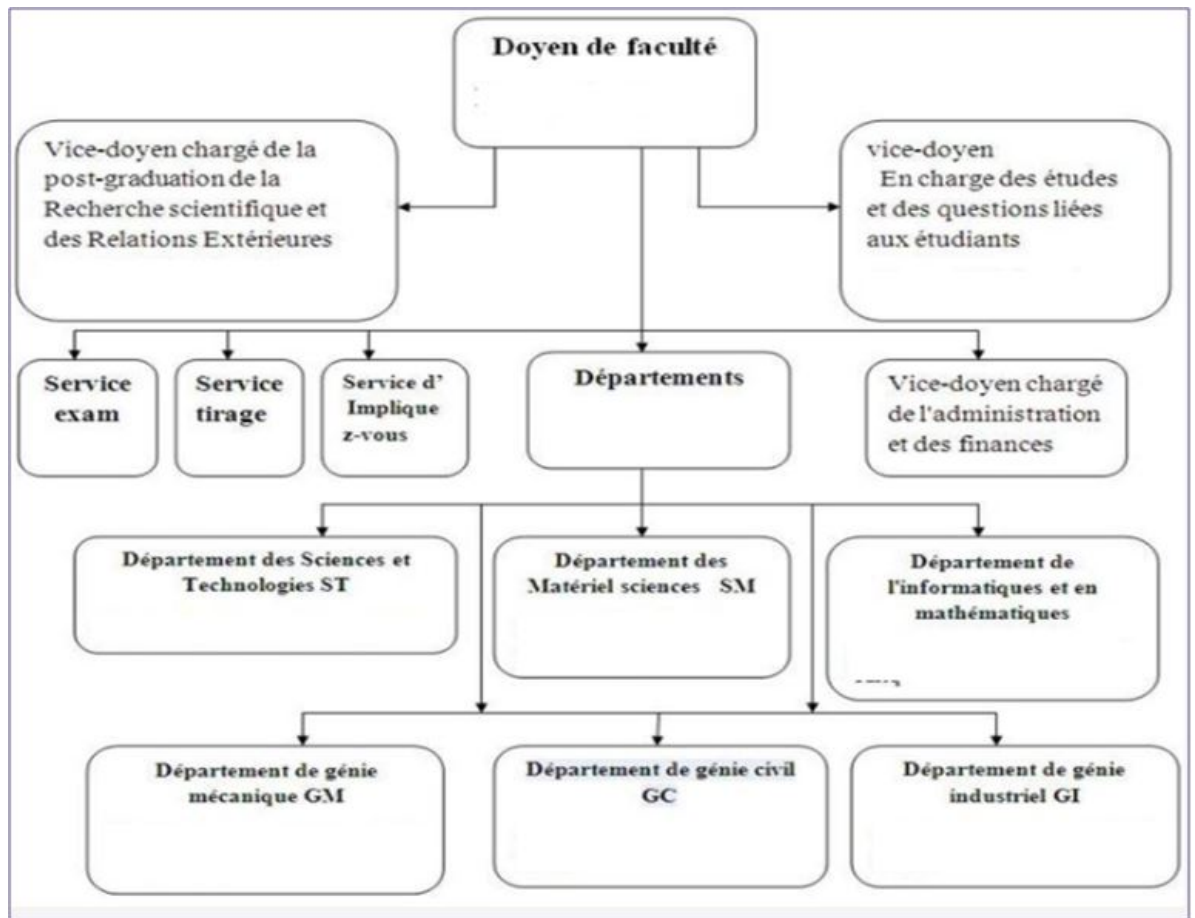 Doyen de faculté
Vice-doyen chargé de la
post-graduation de la
Recherche scientifique et
des Relations Extérieures
vice-doyen
En charge des études
et des questions liées
aux étudiants
Service
exam
Service
tirage
Service d'
Implique
z-vous
Départements
Vice-doyen chargé
de l'administration
et des finances
Département des Sciences et
Technologies ST
Département des
Matériel sciences SM
Département de
l'informatiques et en
mathématiques
Département de génie
mécanique GM
Département de génie civil
GC
Département de génie
industriel GI